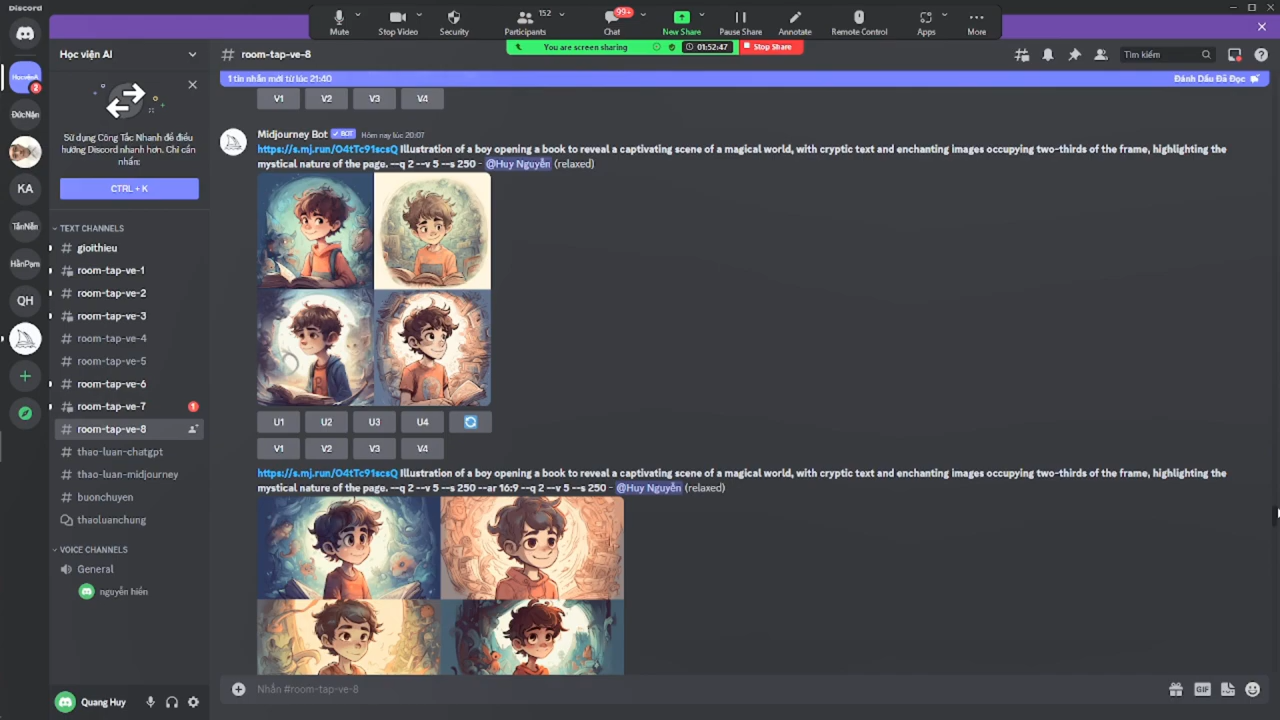 Discord
Mute
Stop Video
Security
152
Participants
99+
Chat
New Share
Pause Share
Annotate
Remote Control
Apps
More
You are screen sharing
01:52:47
Stop Share
Học viện AI
room-tap-ve-8
Tìm kiếm
1 tin nhắn mới từ lúc 21:40
Đánh Dấu Đã Đọc
2
ĐứcNận
KA
TấnNiễn
HằnPạm
QH
Sử dụng Công Tắc Nhanh để điều
hướng Discord nhanh hơn. Chỉ cần
nhấn:
CTRL + K
TEXT CHANNELS
gioithieu
room-tap-ve-1
room-tap-ve-2
room-tap-ve-3
room-tap-ve-4
room-tap-ve-5
room-tap-ve-6
room-tap-ve-7
1
room-tap-ve-8
thao-luan-chatgpt
thao-luan-midjourney
buonchuyen
thaoluanchung
VOICE CHANNELS
General
nguyễn hiền
Quang Huy
V1 V2 V3 V4
Midjourney Bot BOT Hôm nay lúc 20:07
https://s.mj.run/O4tTc91scsQ Illustration of a boy opening a book to reveal a captivating scene of a magical world, with cryptic text and enchanting images occupying two-thirds of the frame, highlighting the
mystical nature of the page. --q 2 --v 5 --s 250 - @Huy Nguyễn (relaxed)
U1 U2 U3 U4
V1 V2 V3 V4
https://s.mj.run/O4tTc91scsQ Illustration of a boy opening a book to reveal a captivating scene of a magical world, with cryptic text and enchanting images occupying two-thirds of the frame, highlighting the
mystical nature of the page. --q 2 --v 5 --s 250 --ar 16:9 --q 2 --v 5 --s 250 - @Huy Nguyễn (relaxed)
Nhắn #room-tap-ve-8
GIF